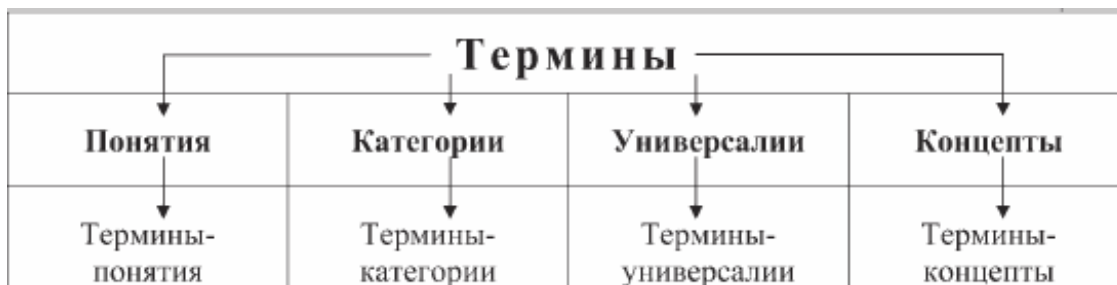 Термины
Понятия Категории Универсалии Концепты
Термины- Термины- Термины- Термины-
понятия категории универсалии концепты